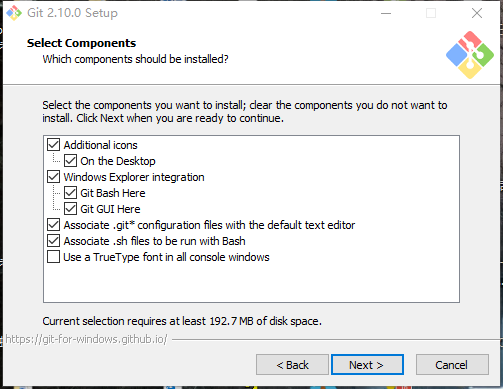 Git 2.10.0 Setup
Select Components
Which components should be installed?
Select the components you want to install; clear the components you do not want to
install. Click Next when you are ready to continue.
Additional icons
On the Desktop
Windows Explorer integration
Git Bash Here
Git GUI Here
Associate .git* configuration files with the default text editor
Associate .sh files to be run with Bash
Use a TrueType font in all console windows
Current selection requires at least 192.7 MB of disk space.
https://git-for-windows.github.io/
< Back
Next >
Cancel